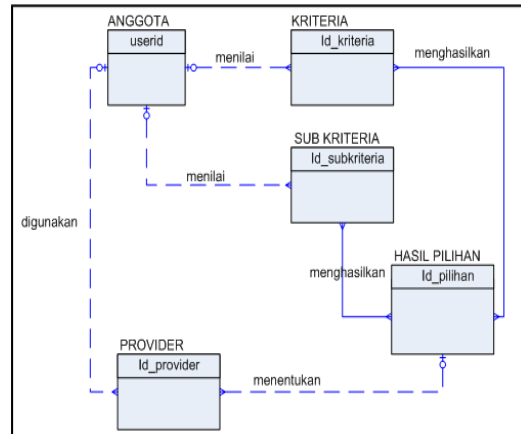 ANGGOTA
userid
menilai
KRITERIA
Id_kriteria
menghasilkan
SUB KRITERIA
Id_subkriteria
menilai
digunakan
menghasilkan
HASIL PILIHAN
Id_pilihan
PROVIDER
Id_provider
menentukan